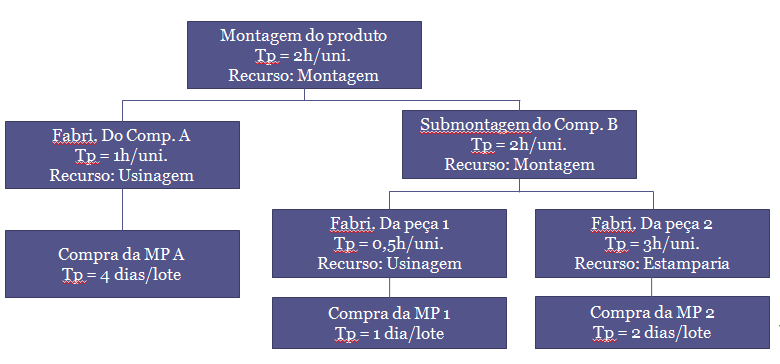 Montagem do produto
Tp = 2h/uni.
Recurso: Montagem
Fabri. Do Comp. A
Tp = 1h/uni.
Recurso: Usinagem
Submontagem do Comp. B
Tp = 2h/uni.
Recurso: Montagem
Compra da MP A
Tp = 4 dias/lote
Fabri. Da peça 1
Tp = 0,5h/uni.
Recurso: Usinagem
Fabri. Da peça 2
Tp = 3h/uni.
Recurso: Estamparia
Compra da MP 1
Tp = 1 dia/lote
Compra da MP 2
Tp = 2 dias/lote